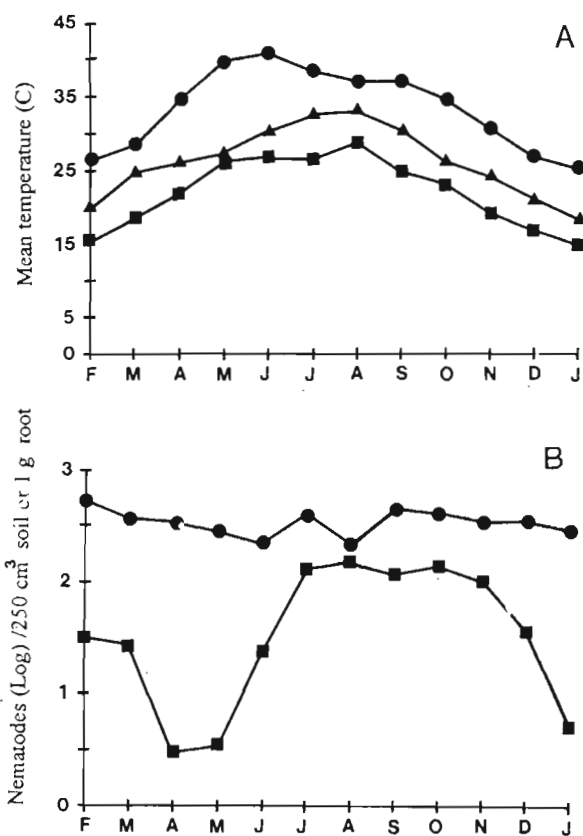 A
Mean temperature (C)
45
35
25
15
5
0
F M A M J J A S O N D J
B
Nematodes (Log) /250 cm³ soil or 1 g root
3
2
1
0
F M A M J J A S O N D J